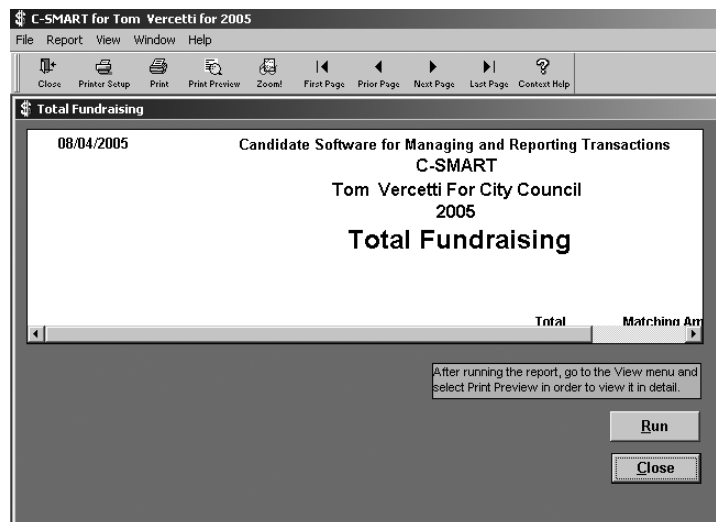 C-SMART for Tom Vercetti for 2005
File Report View Window Help
Close Printer Setup Print Print Preview Zoom! First Page Prior Page Next Page Last Page Context Help
Total Fundraising
08/04/2005 Candidate Software for Managing and Reporting Transactions
C-SMART
Tom Vercetti For City Council
2005
Total Fundraising
Total Matching Am
After running the report, go to the View menu and
select Print Preview in order to view it in detail.
Run
Close